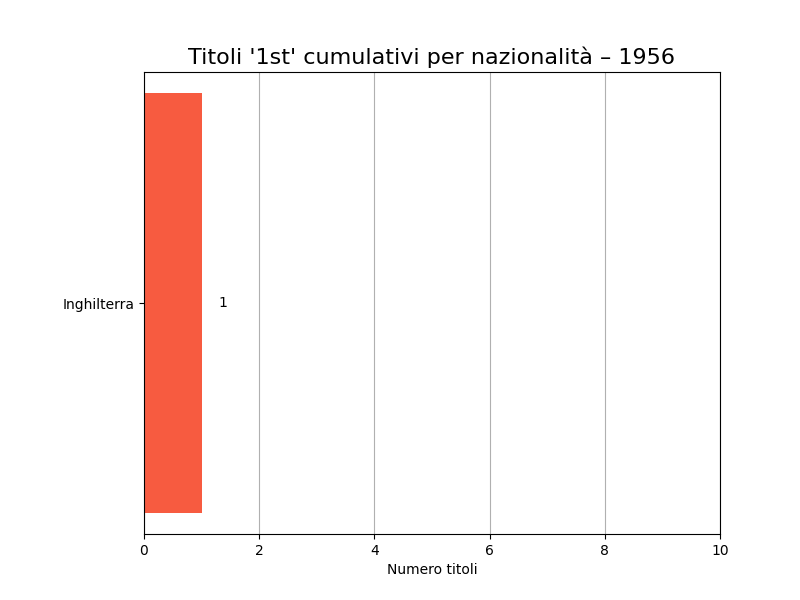 Titoli '1st' cumulativi per nazionalità – 1956
Inghilterra
1
0 2 4 6 8 10
Numero titoli